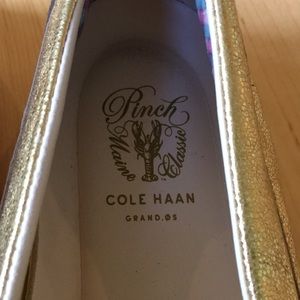 Pinch
Maine Classic
COLE HAAN
GRAND.ØS